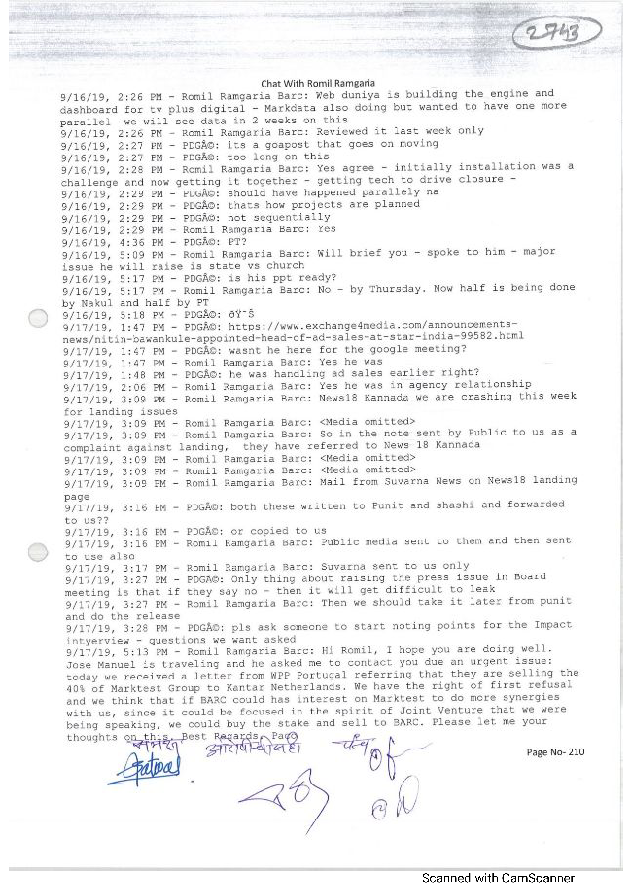 2743
Chat With Romil Ramgaria
9/16/19, 2:26 PM - Romil Ramgaria Barc: Web duniya is building the engine and
dashboard for tv plus digital - Markdata also doing but wanted to have one more
parallel we will see data in 2 weeks on this
9/16/19, 2:26 PM - Romil Ramgaria Barc: Reviewed it last week only
9/16/19, 2:27 PM - PDGÃ©: its a goapost that goes on moving
9/16/19, 2:27 PM - PDGÃ©: too long on this
9/16/19, 2:28 PM - Romil Ramgaria Barc: Yes agree - initially installation was a
challenge and now getting it together - getting tech to drive closure -
9/16/19, 2:29 PM - PDGÃ©: should have happened parallely na
9/16/19, 2:29 PM - PDGÃ©: thats how projects are planned
9/16/19, 2:29 PM - PDGÃ©: not sequentially
9/16/19, 2:29 PM - Romil Ramgaria Barc: Yes
9/16/19, 4:36 PM - PDGÃ©: PT?
9/16/19, 5:09 PM - Romil Ramgaria Barc: Will brief you - spoke to him - major
issue he will raise is state vs church
9/16/19, 5:17 PM - PDGÃ©: is his ppt ready?
9/16/19, 5:17 PM - Romil Ramgaria Barc: No - by Thursday. Now half is being done
by Nakul and half by PT
9/16/19, 5:18 PM - PDGÃ©: ðŸ˜Š
9/17/19, 1:47 PM - PDGÃ©: https://www.exchange4media.com/announcements-
news/nitin-bawankule-appointed-head-of-ad-sales-at-star-india-99582.html
9/17/19, 1:47 PM - PDGÃ©: wasnt he here for the google meeting?
9/17/19, 1:47 PM - Romil Ramgaria Barc: Yes he was
9/17/19, 1:48 PM - PDGÃ©: he was handling ad sales earlier right?
9/17/19, 2:06 PM - Romil Ramgaria Barc: Yes he was in agency relationship
9/17/19, 3:09 PM - Romil Ramgaria Barc: News18 Kannada we are crashing this week
for landing issues
9/17/19, 3:09 PM - Romil Ramgaria Barc: <Media omitted>
9/17/19, 3:09 PM - Romil Ramgaria Barc: So in the note sent by Public to us as a
complaint against landing, they have referred to News 18 Kannada
9/17/19, 3:09 PM - Romil Ramgaria Barc: <Media omitted>
9/17/19, 3:09 PM - Romil Ramgaria Barc: <Media omitted>
9/17/19, 3:09 PM - Romil Ramgaria Barc: Mail from Suvarna News on News18 landing
page
9/17/19, 3:16 PM - PDGÃ©: both these written to Punit and shashi and forwarded
to us??
9/17/19, 3:16 PM - PDGÃ©: or copied to us
9/17/19, 3:16 PM - Romil Ramgaria Barc: Public media sent to them and then sent
to use also
9/17/19, 3:17 PM - Romil Ramgaria Barc: Suvarna sent to us only
9/17/19, 3:27 PM - PDGÃ©: Only thing about raising the press issue in Board
meeting is that if they say no - then it will get difficult to leak
9/17/19, 3:27 PM - Romil Ramgaria Barc: Then we should take it later from punit
and do the release
9/17/19, 3:28 PM - PDGÃ©: pls ask someone to start noting points for the Impact
intyerview - questions we want asked
9/17/19, 5:13 PM - Romil Ramgaria Barc: Hi Romil, I hope you are doing well.
Jose Manuel is traveling and he asked me to contact you due an urgent issue:
today we received a letter from WPP Portugal referring that they are selling the
40% of Marktest Group to Kantar Netherlands. We have the right of first refusal
and we think that if BARC could has interest on Marktest to do more synergies
with us, since it could be focused in the spirit of Joint Venture that we were
being speaking, we could buy the stake and sell to BARC. Please let me your
thoughts on this. Best Regards, Pa
Page No- 210
Scanned with CamScanner